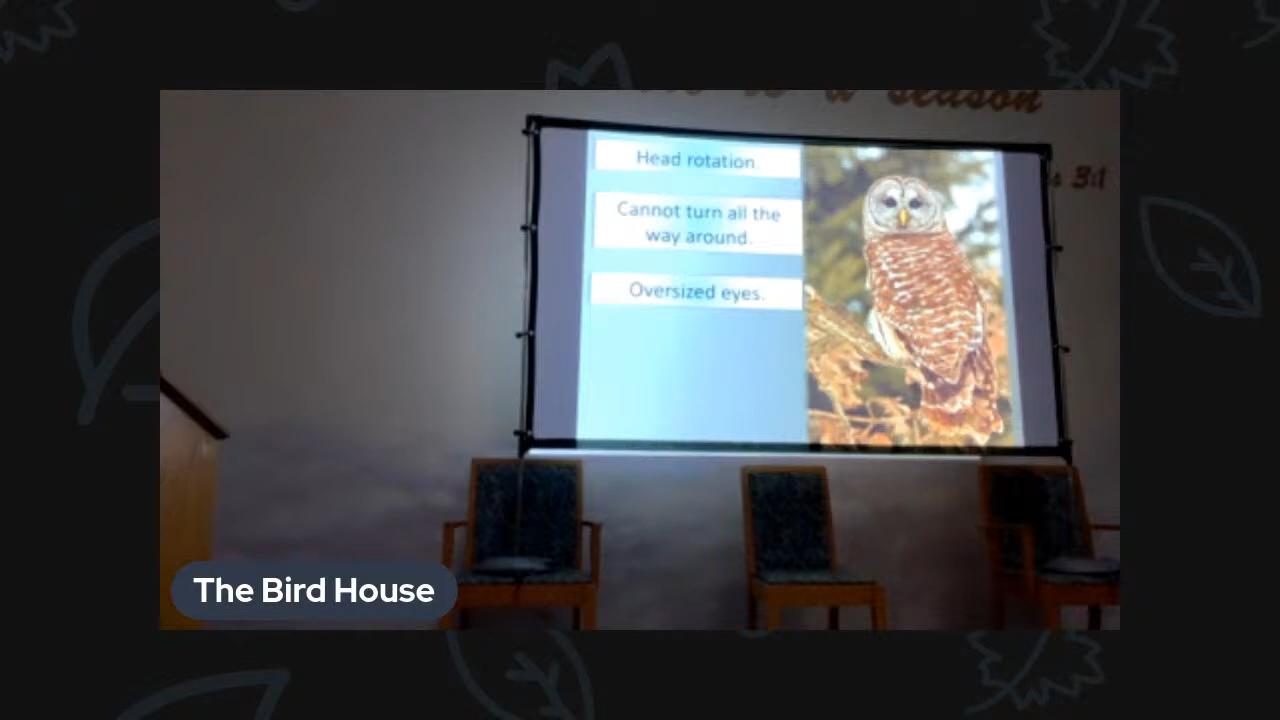 a season
3:1
Head rotation.
Cannot turn all the
way around.
Oversized eyes.
The Bird House